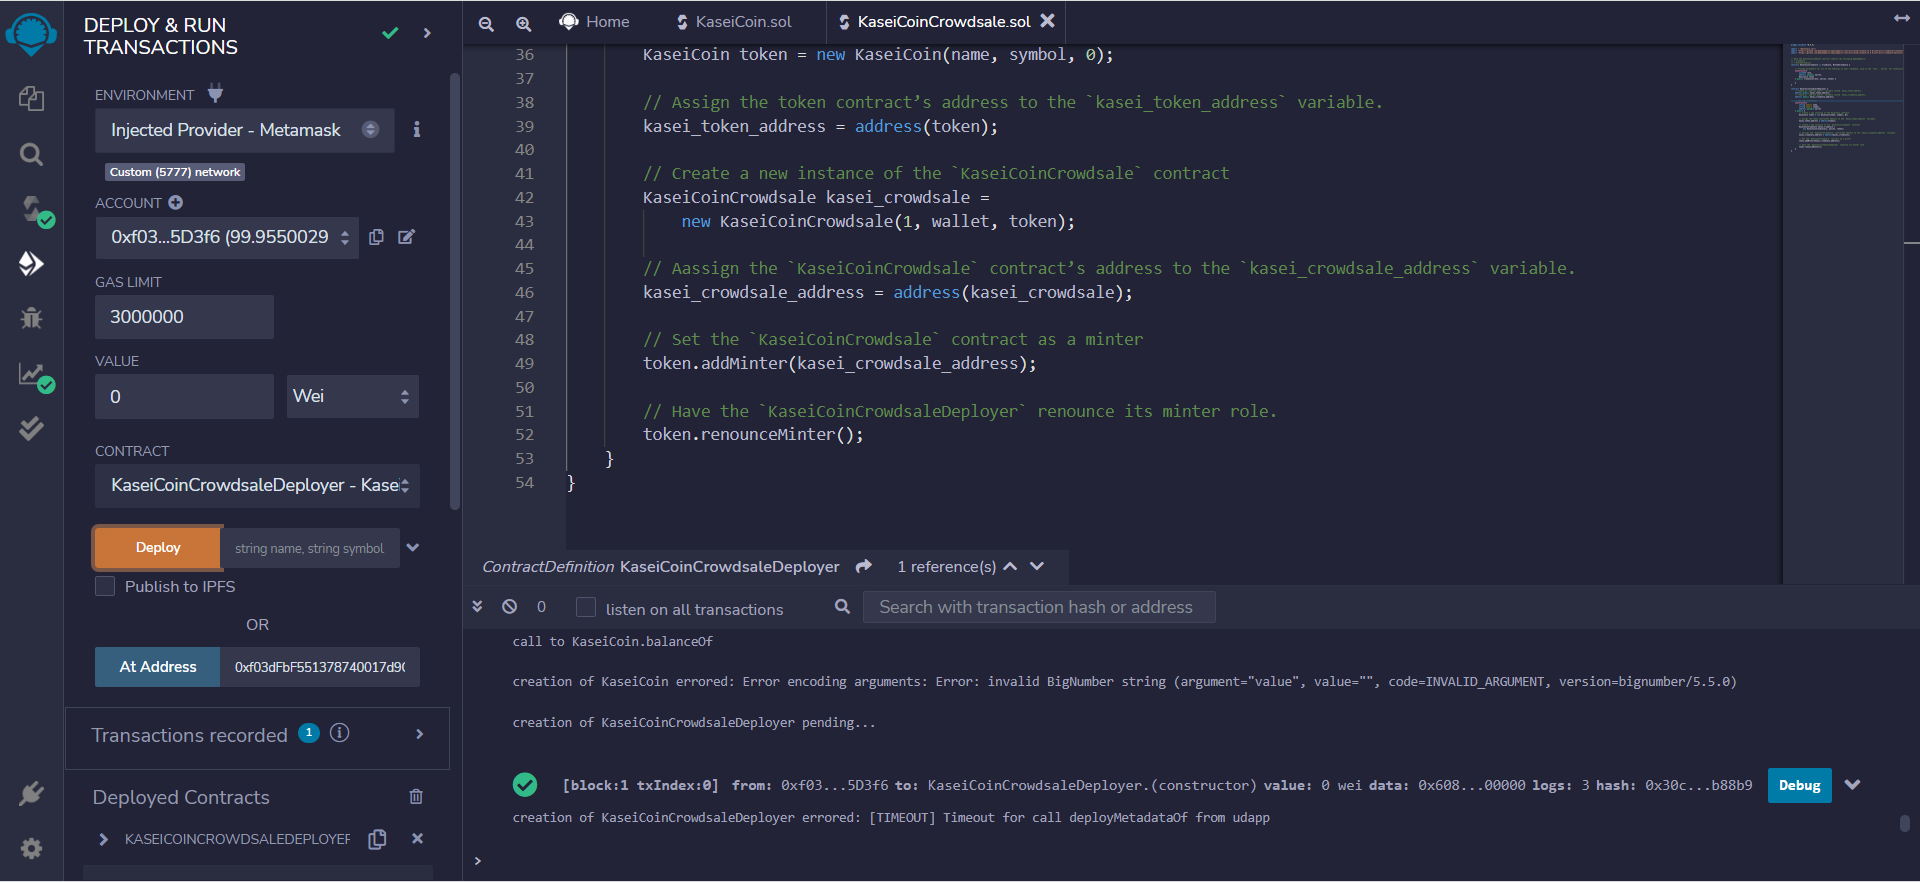 DEPLOY & RUN
TRANSACTIONS
ENVIRONMENT
Injected Provider - Metamask
Custom (5777) network
ACCOUNT
0xf03...5D3f6 (99.9550029
GAS LIMIT
3000000
VALUE
0
Wei
CONTRACT
KaseiCoinCrowdsaleDeployer - Kasei
Deploy
string name, string symbol
Publish to IPFS
OR
At Address
0xf03dFbF551378740017d9C
Transactions recorded 1
Deployed Contracts
KASEICOINCROWDSALEDEPLOYER
Home
KaseiCoin.sol
KaseiCoinCrowdsale.sol
36 KaseiCoin token = new KaseiCoin(name, symbol, 0);
37
38 // Assign the token contract’s address to the `kasei_token_address` variable.
39 kasei_token_address = address(token);
40
41 // Create a new instance of the `KaseiCoinCrowdsale` contract
42 KaseiCoinCrowdsale kasei_crowdsale =
43 new KaseiCoinCrowdsale(1, wallet, token);
44
45 // Aassign the `KaseiCoinCrowdsale` contract’s address to the `kasei_crowdsale_address` variable.
46 kasei_crowdsale_address = address(kasei_crowdsale);
47
48 // Set the `KaseiCoinCrowdsale` contract as a minter
49 token.addMinter(kasei_crowdsale_address);
50
51 // Have the `KaseiCoinCrowdsaleDeployer` renounce its minter role.
52 token.renounceMinter();
53 }
54 }
ContractDefinition KaseiCoinCrowdsaleDeployer 1 reference(s)
0 listen on all transactions Search with transaction hash or address
call to KaseiCoin.balanceOf
creation of KaseiCoin errored: Error encoding arguments: Error: invalid BigNumber string (argument="value", value="", code=INVALID_ARGUMENT, version=bignumber/5.5.0)
creation of KaseiCoinCrowdsaleDeployer pending...
[block:1 txIndex:0] from: 0xf03...5D3f6 to: KaseiCoinCrowdsaleDeployer.(constructor) value: 0 wei data: 0x608...00000 logs: 3 hash: 0x30c...b88b9 Debug
creation of KaseiCoinCrowdsaleDeployer errored: [TIMEOUT] Timeout for call deployMetadataOf from udapp
>